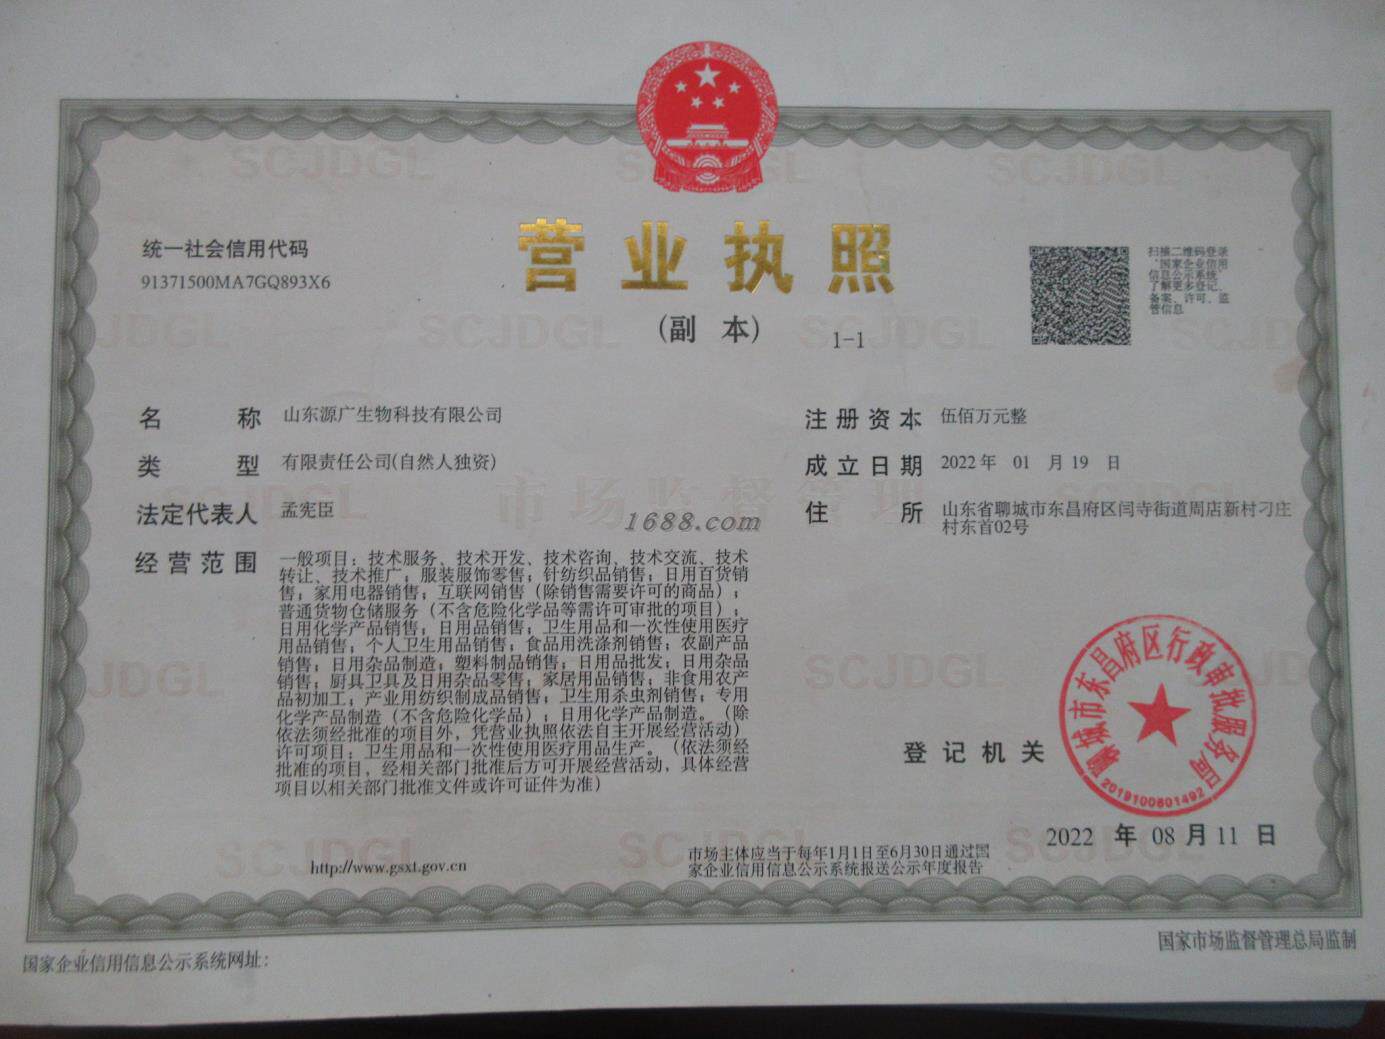 营业执照
(副 本) 1-1
统一社会信用代码
91371500MA7GQ893X6
扫描二维码登录
“国家企业信用
信息公示系统”
了解更多登记、
备案、许可、监
管信息
名 称 山东源广生物科技有限公司
类 型 有限责任公司(自然人独资)
法定代表人 孟宪臣
经营范围 一般项目：技术服务、技术开发、技术咨询、技术交流、技术
转让、技术推广；服装服饰零售；针纺织品销售；日用百货销
售；家用电器销售；互联网销售（除销售需要许可的商品）；
普通货物仓储服务（不含危险化学品等需许可审批的项目）；
日用化学产品销售；日用品销售；卫生用品和一次性使用医疗
用品销售；个人卫生用品销售；食品用洗涤剂销售；农副产品
销售；日用杂品制造；塑料制品销售；日用品批发；日用杂品
销售；厨具卫具及日用杂品零售；家居用品销售；非食用农产
品初加工；产业用纺织制成品销售；卫生用杀虫剂销售；专用
化学产品制造（不含危险化学品）；日用化学产品制造。（除
依法须经批准的项目外，凭营业执照依法自主开展经营活动）
许可项目：卫生用品和一次性使用医疗用品生产。（依法须经
批准的项目，经相关部门批准后方可开展经营活动，具体经营
项目以相关部门批准文件或许可证件为准）
注册资本 伍佰万元整
成立日期 2022年 01 月 19 日
住 所 山东省聊城市东昌府区闫寺街道周店新村刁庄
村东首02号
1688.com
市场监督管理
SCJDGL
登记机关
聊城市东昌府区行政审批服务局
2019100801492
2022 年 08 月 11 日
http://www.gsxt.gov.cn
市场主体应当于每年1月1日至6月30日通过国
家企业信用信息公示系统报送公示年度报告
国家企业信用信息公示系统网址：
国家市场监督管理总局监制